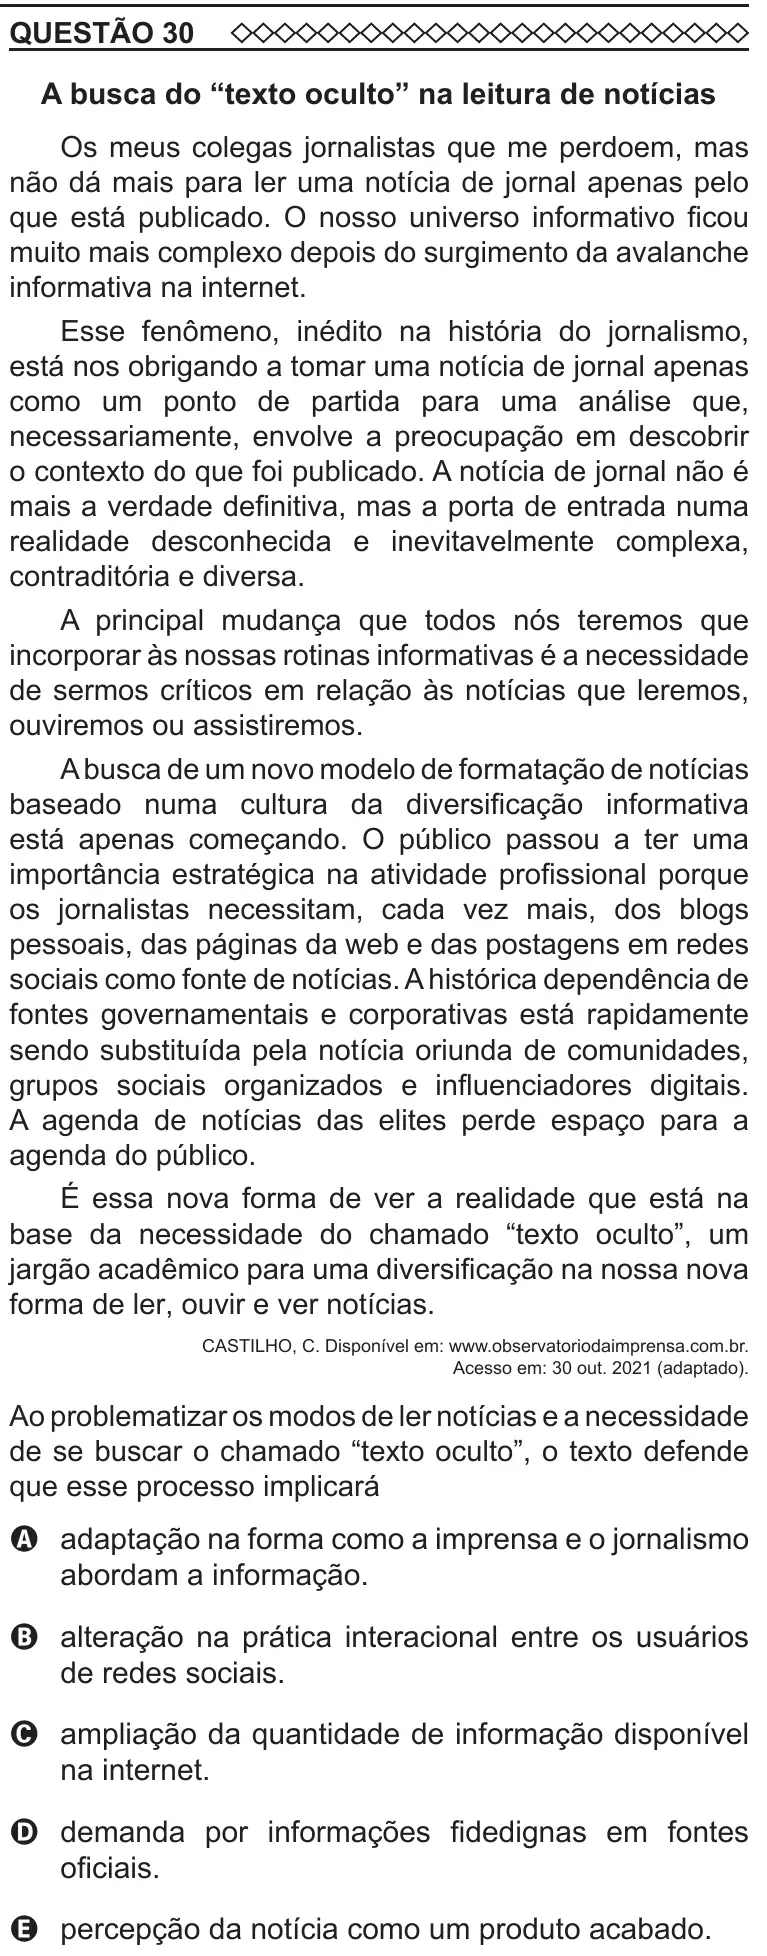 QUESTÃO 30
A busca do “texto oculto” na leitura de notícias
Os meus colegas jornalistas que me perdoem, mas
não dá mais para ler uma notícia de jornal apenas pelo
que está publicado. O nosso universo informativo ficou
muito mais complexo depois do surgimento da avalanche
informativa na internet.
Esse fenômeno, inédito na história do jornalismo,
está nos obrigando a tomar uma notícia de jornal apenas
como um ponto de partida para uma análise que,
necessariamente, envolve a preocupação em descobrir
o contexto do que foi publicado. A notícia de jornal não é
mais a verdade definitiva, mas a porta de entrada numa
realidade desconhecida e inevitavelmente complexa,
contraditória e diversa.
A principal mudança que todos nós teremos que
incorporar às nossas rotinas informativas é a necessidade
de sermos críticos em relação às notícias que leremos,
ouviremos ou assistiremos.
A busca de um novo modelo de formatação de notícias
baseado numa cultura da diversificação informativa
está apenas começando. O público passou a ter uma
importância estratégica na atividade profissional porque
os jornalistas necessitam, cada vez mais, dos blogs
pessoais, das páginas da web e das postagens em redes
sociais como fonte de notícias. A histórica dependência de
fontes governamentais e corporativas está rapidamente
sendo substituída pela notícia oriunda de comunidades,
grupos sociais organizados e influenciadores digitais.
A agenda de notícias das elites perde espaço para a
agenda do público.
É essa nova forma de ver a realidade que está na
base da necessidade do chamado “texto oculto”, um
jargão acadêmico para uma diversificação na nossa nova
forma de ler, ouvir e ver notícias.
CASTILHO, C. Disponível em: www.observatoriodaimprensa.com.br.
Acesso em: 30 out. 2021 (adaptado).
Ao problematizar os modos de ler notícias e a necessidade
de se buscar o chamado “texto oculto”, o texto defende
que esse processo implicará
A adaptação na forma como a imprensa e o jornalismo
abordam a informação.
B alteração na prática interacional entre os usuários
de redes sociais.
C ampliação da quantidade de informação disponível
na internet.
D demanda por informações fidedignas em fontes
oficiais.
E percepção da notícia como um produto acabado.